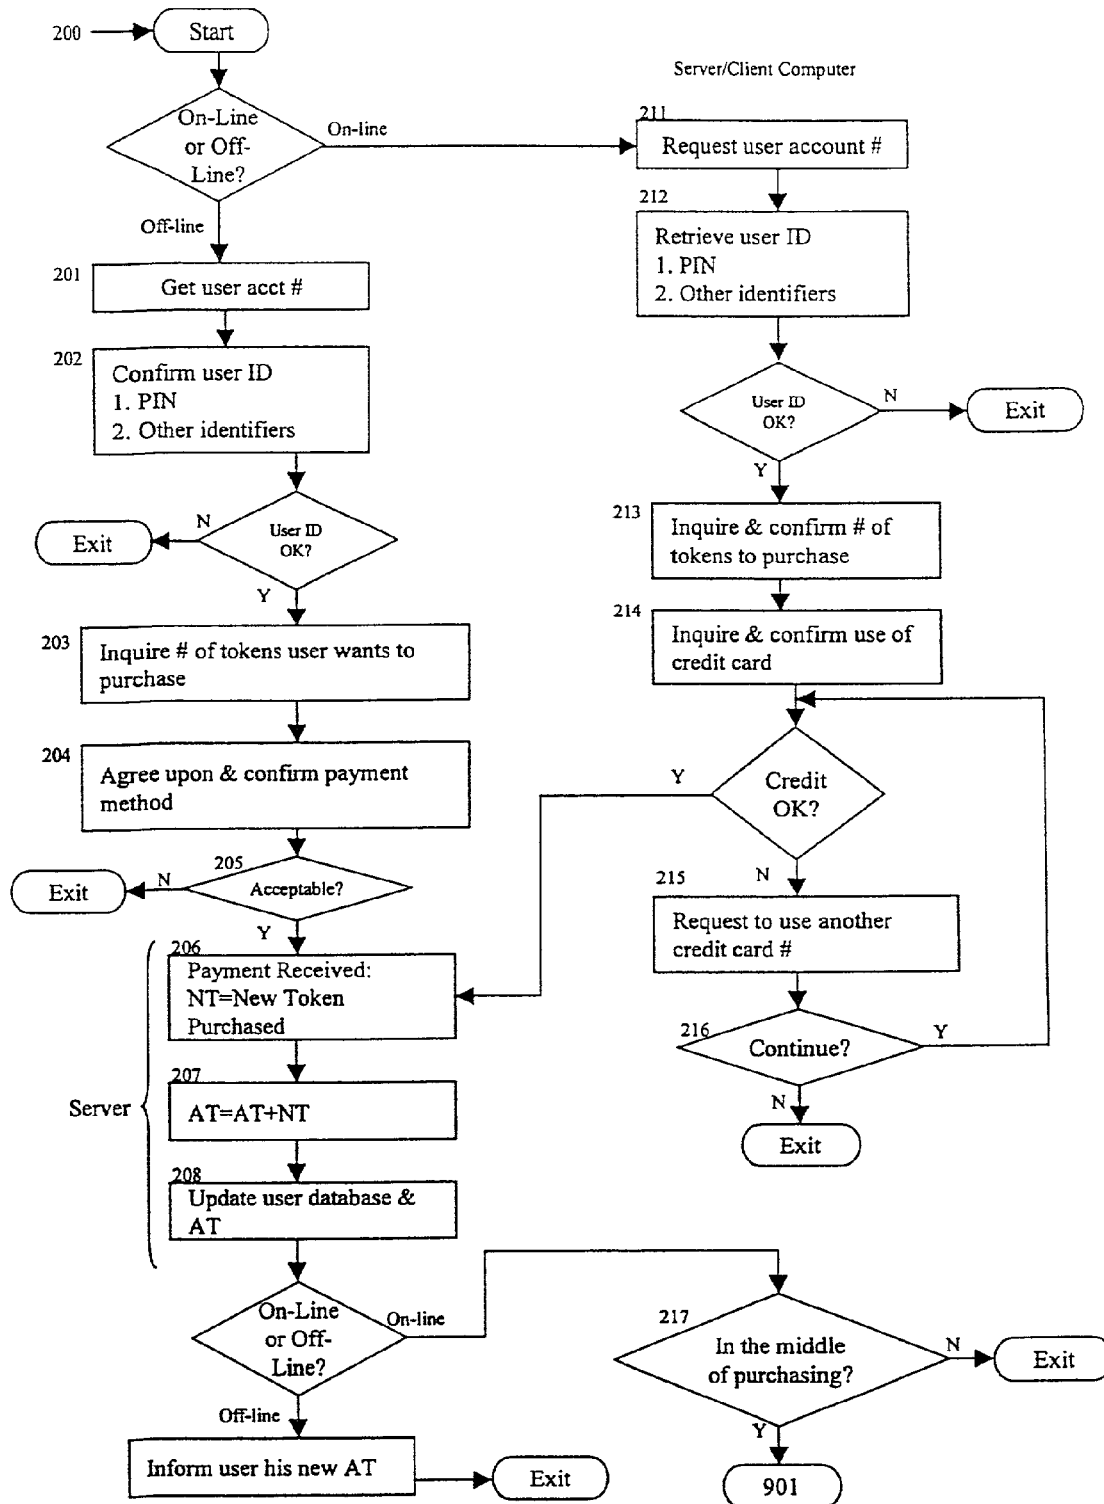 200
Start
Server/Client Computer
On-Line
or Off-
Line?
On-line
Off-line
211
Request user account #
212
Retrieve user ID
1. PIN
2. Other identifiers
201
Get user acct #
202
Confirm user ID
1. PIN
2. Other identifiers
User ID
OK?
N
Exit
Y
User ID
OK?
N
Exit
Y
213
Inquire & confirm # of
tokens to purchase
214
Inquire & confirm use of
credit card
203
Inquire # of tokens user wants to
purchase
204
Agree upon & confirm payment
method
Credit
OK?
Y
N
205
Acceptable?
N
Exit
Y
215
Request to use another
credit card #
216
Continue?
Y
N
Exit
Server
206
Payment Received:
NT=New Token
Purchased
207
AT=AT+NT
208
Update user database &
AT
On-Line
or Off-
Line?
On-line
Off-line
217
In the middle
of purchasing?
N
Exit
Y
901
Inform user his new AT
Exit